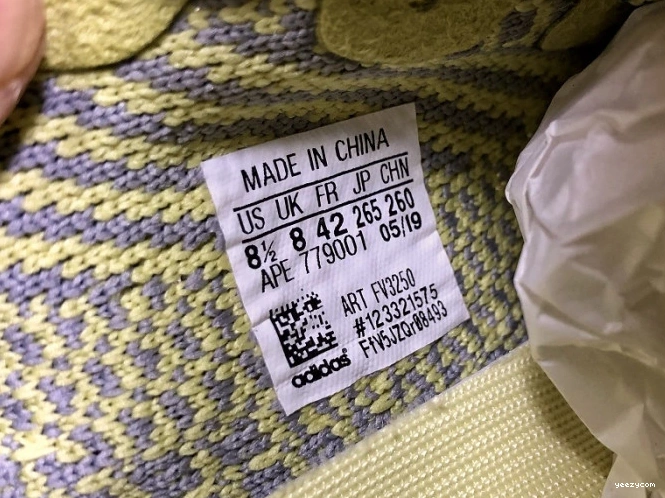 MADE IN CHINA
US UK FR JP CHN
8½ 8 42 265 260
APE 779001 05/19
ART FV3250
#123321575
FfV5JZQr08493
adidas
yeezycom